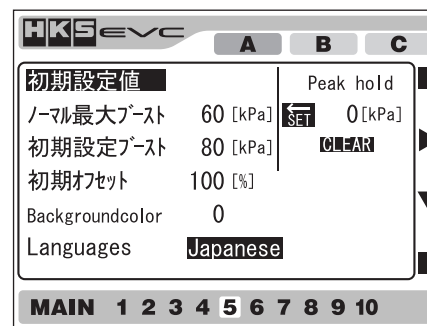 HKS EVC
A B C
初期設定値
ノーマル最大ブースト 60 [kPa]
初期設定ブースト 80 [kPa]
初期オフセット 100 [%]
Backgroundcolor 0
Languages Japanese
Peak hold
SET 0 [kPa]
CLEAR
MAIN 1 2 3 4 5 6 7 8 9 10